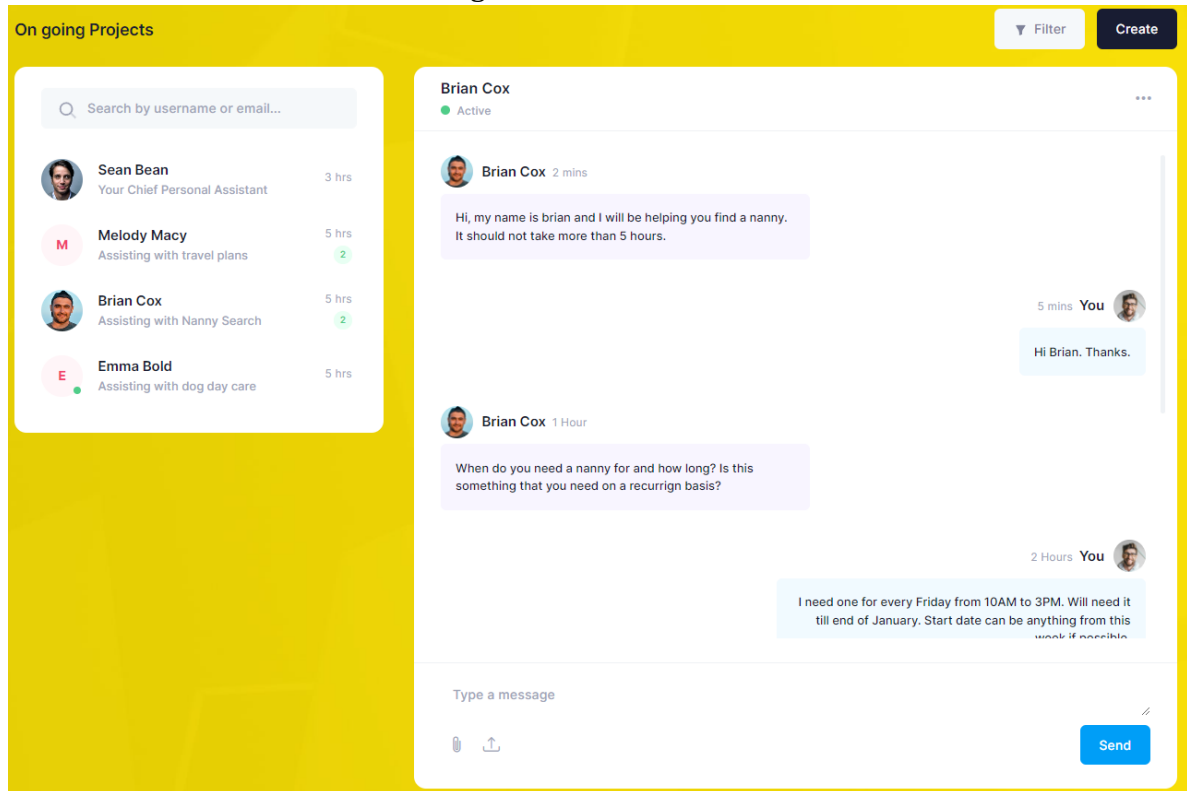 On going Projects
Filter
Create
Search by username or email...
Sean Bean
3 hrs
Your Chief Personal Assistant
M
Melody Macy
5 hrs
Assisting with travel plans
2
Brian Cox
5 hrs
Assisting with Nanny Search
2
E
Emma Bold
5 hrs
Assisting with dog day care
Brian Cox
Active
Brian Cox 2 mins
Hi, my name is brian and I will be helping you find a nanny.
It should not take more than 5 hours.
5 mins You
Hi Brian. Thanks.
Brian Cox 1 Hour
When do you need a nanny for and how long? Is this
something that you need on a recurrign basis?
2 Hours You
I need one for every Friday from 10AM to 3PM. Will need it
till end of January. Start date can be anything from this
week if possible.
Type a message
Send